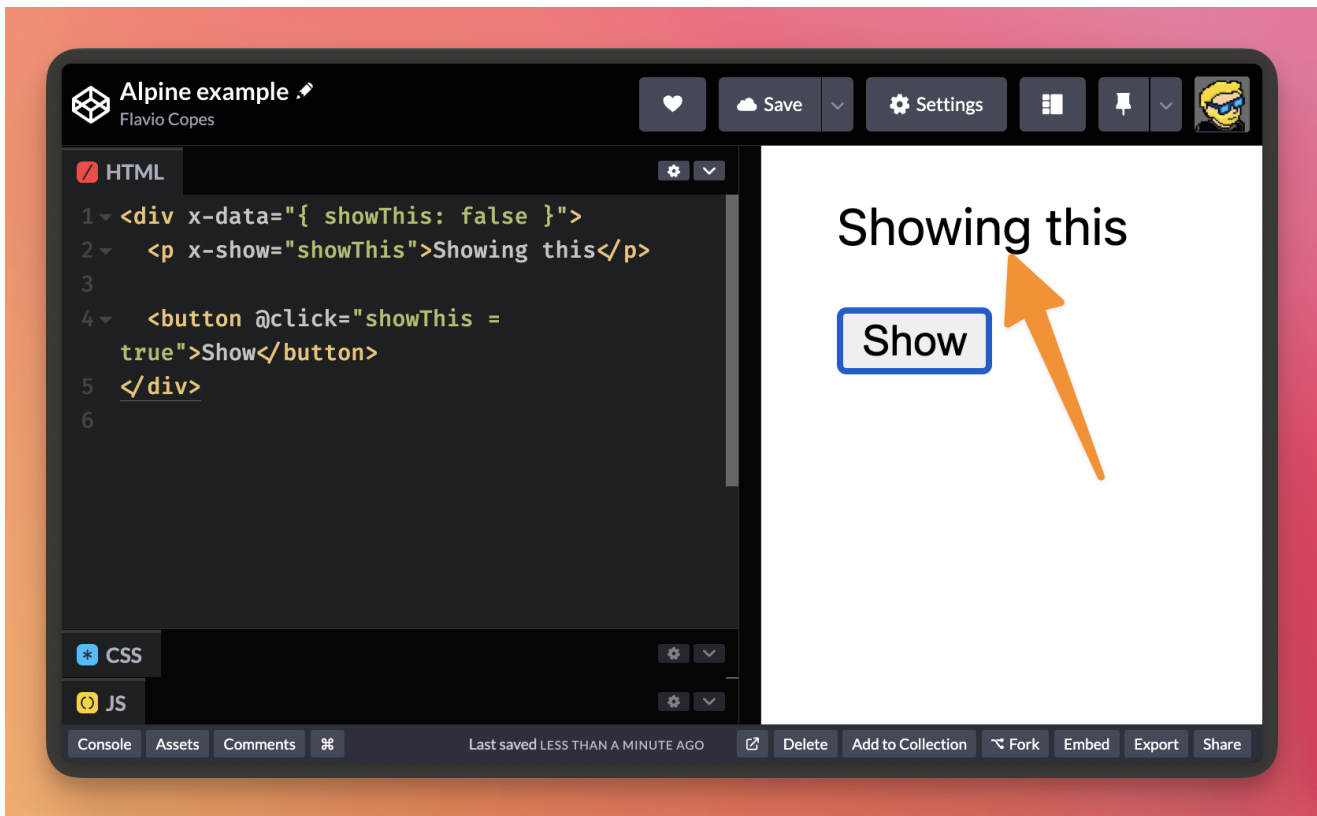 Alpine example
Flavio Copes
Save
Settings
HTML
1 <div x-data="{ showThis: false }">
2   <p x-show="showThis">Showing this</p>
3
4   <button @click="showThis =
true">Show</button>
5 </div>
6
CSS
JS
Showing this
Show
Console Assets Comments ⌘ Last saved LESS THAN A MINUTE AGO Delete Add to Collection Fork Embed Export Share